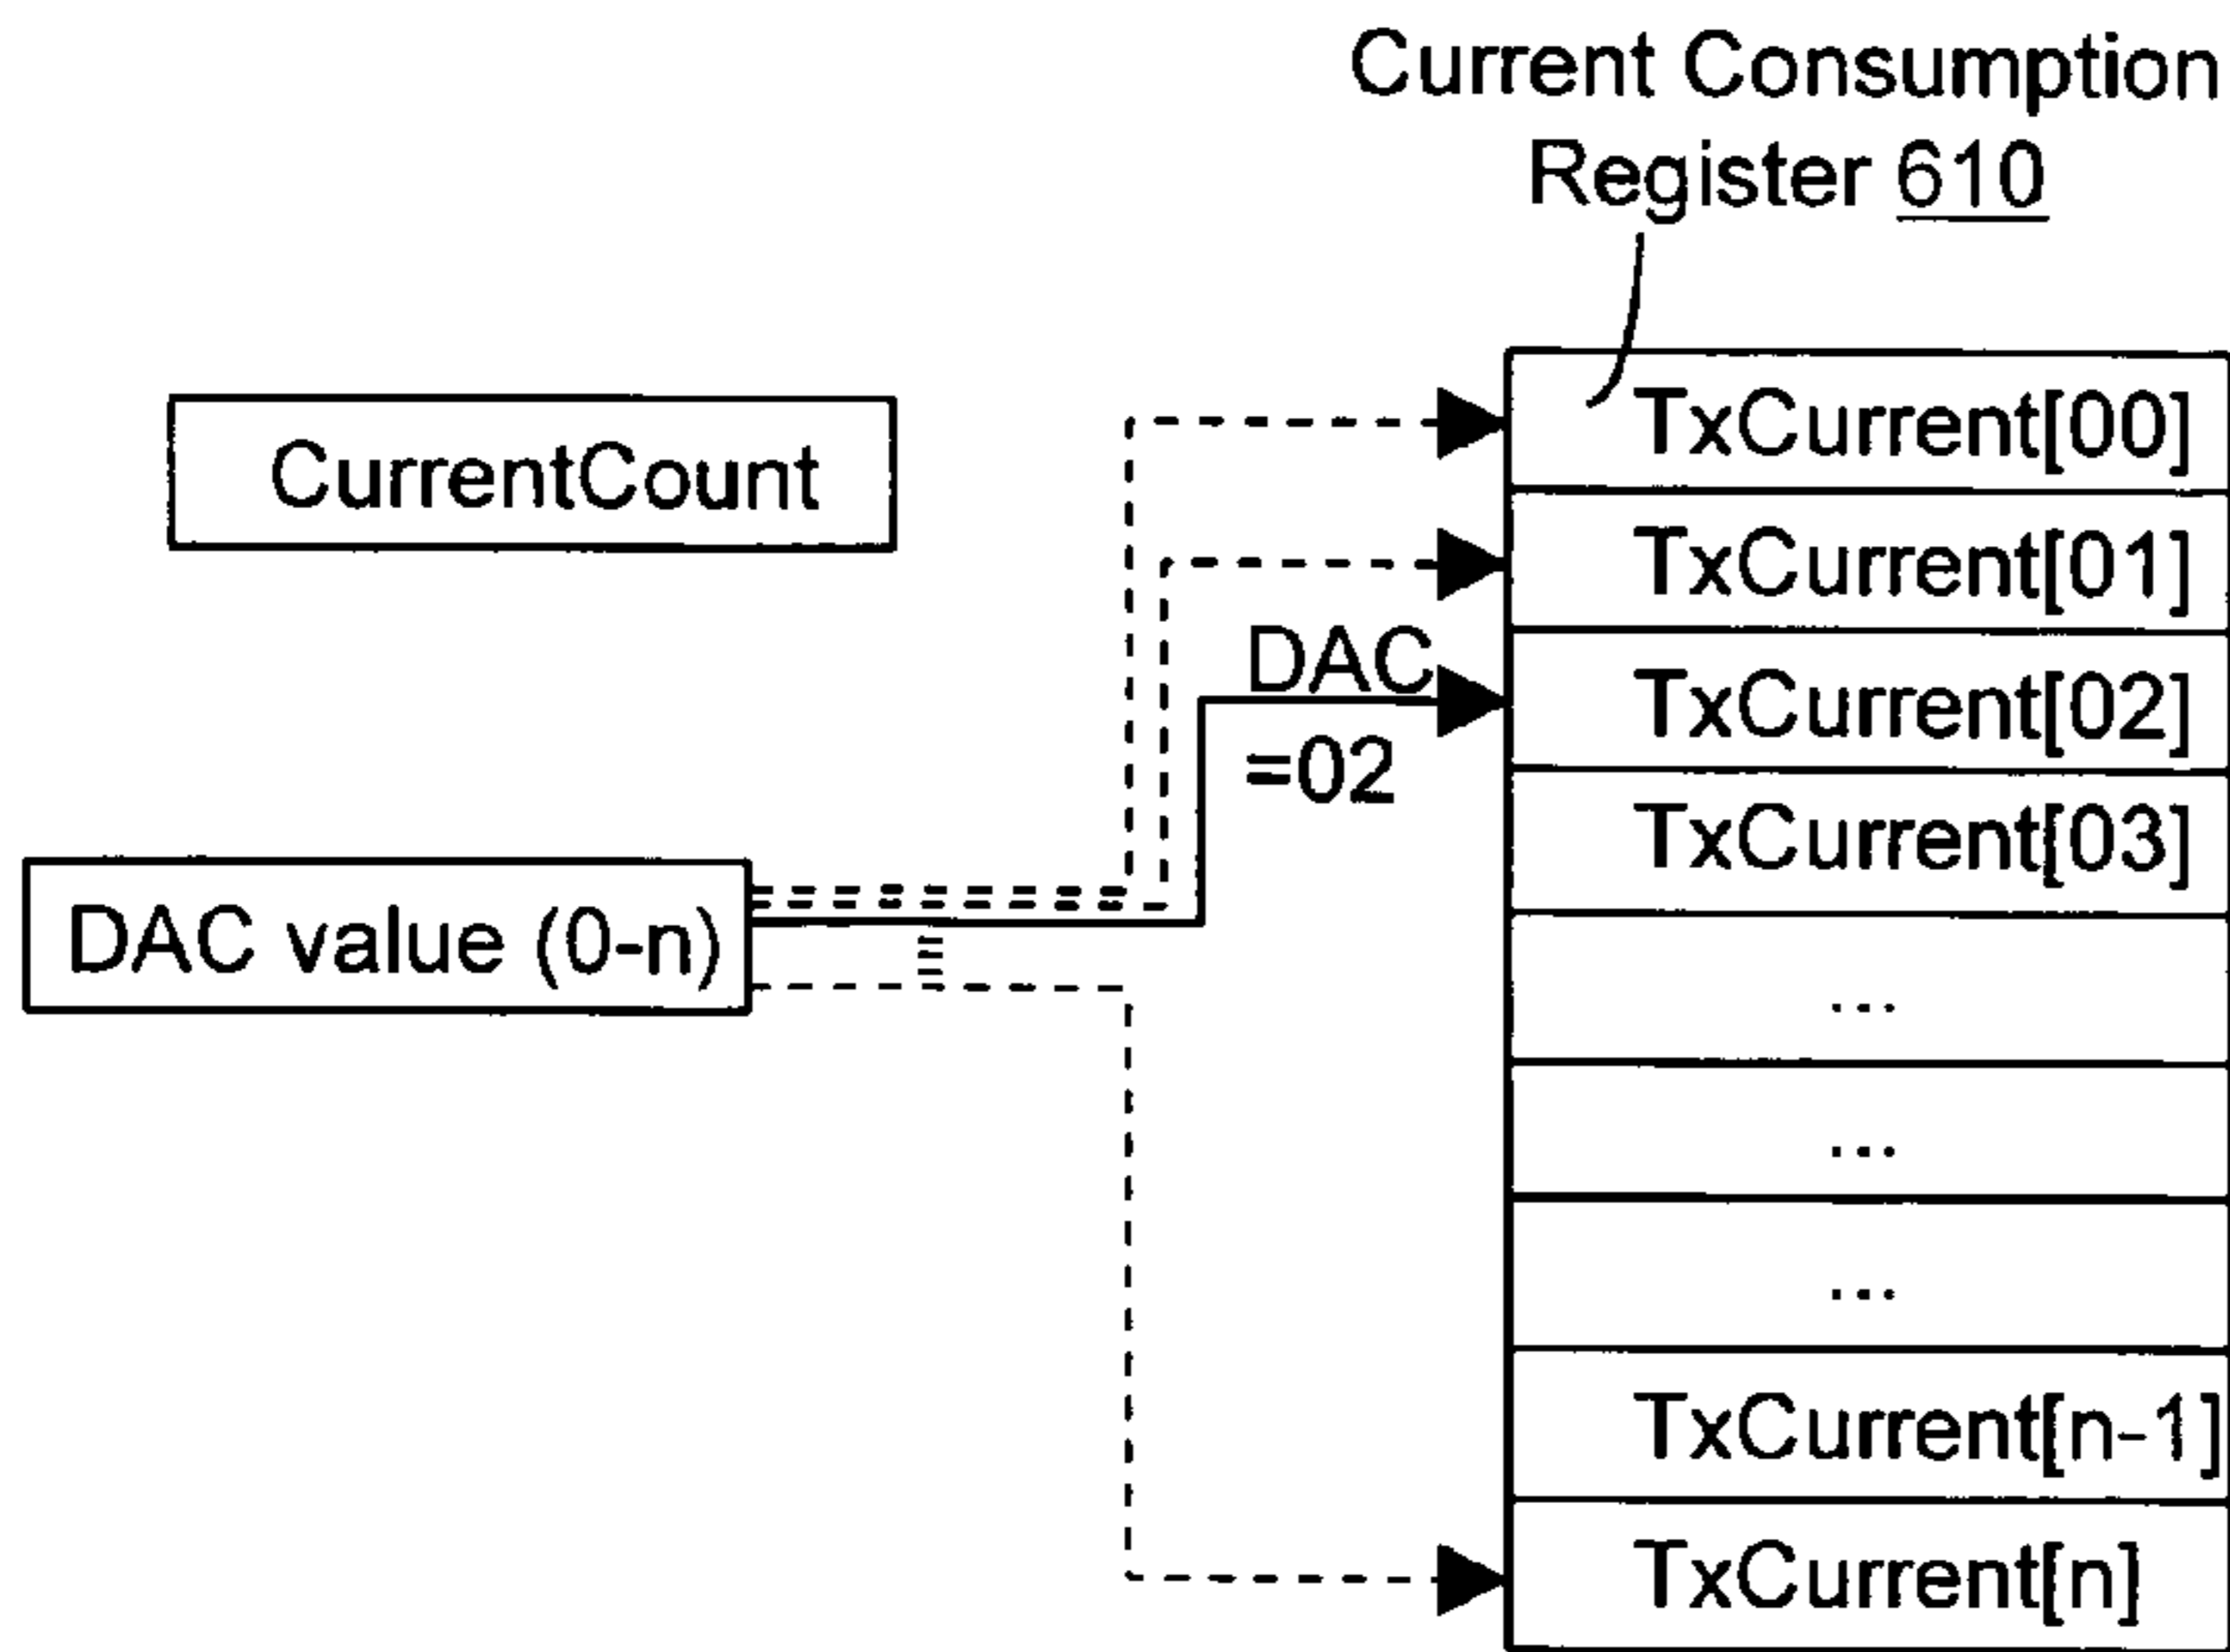 Current Consumption
Register 610
CurrentCount
DAC value (0-n)
DAC
=02
TxCurrent[00]
TxCurrent[01]
TxCurrent[02]
TxCurrent[03]
...
...
...
TxCurrent[n-1]
TxCurrent[n]